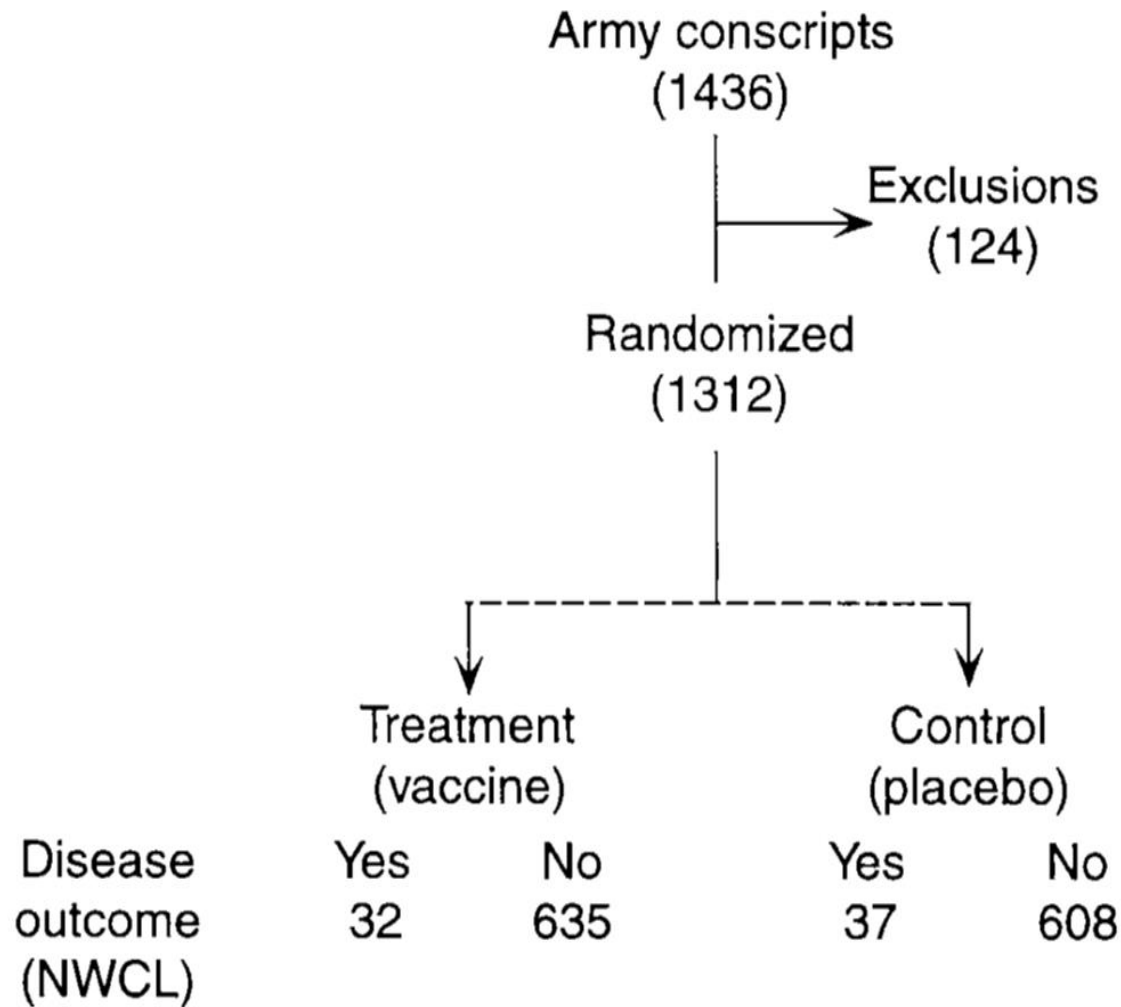 Army conscripts
(1436)
Exclusions
(124)
Randomized
(1312)
Treatment
(vaccine)
Control
(placebo)
Disease
outcome
(NWCL)
Yes No Yes No
32 635 37 608